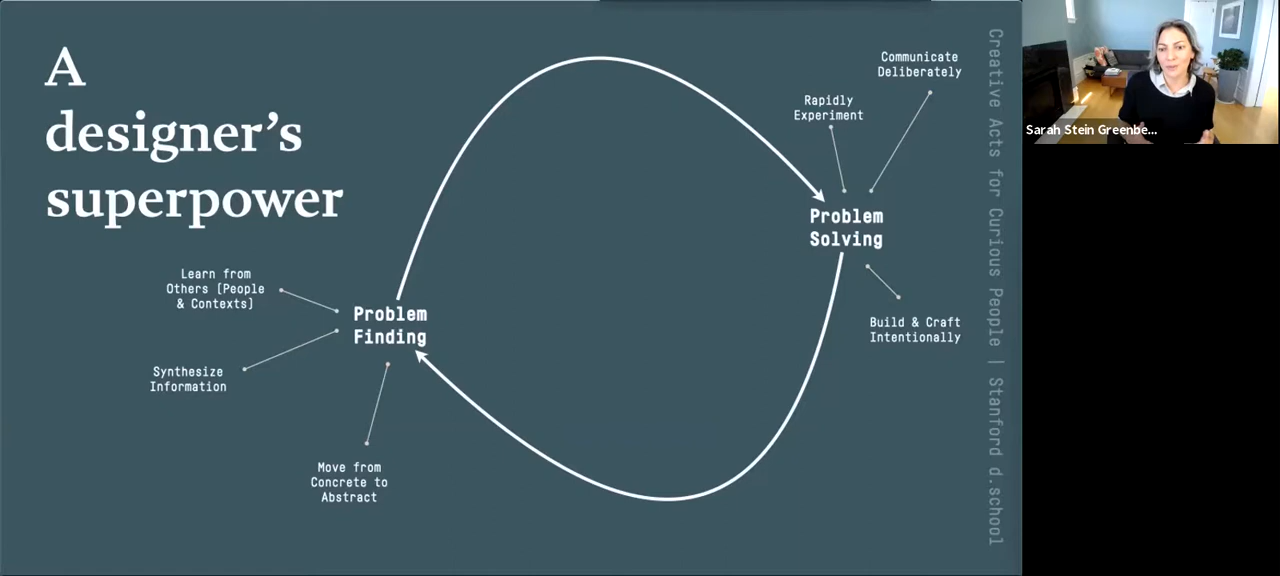 A
designer’s
superpower
Learn from
Others [People
& Contexts]
Synthesize
Information
Move from
Concrete to
Abstract
Problem
Finding
Rapidly
Experiment
Communicate
Deliberately
Problem
Solving
Build & Craft
Intentionally
Creative Acts for Curious People | Stanford d.school
Sarah Stein Greenbe...